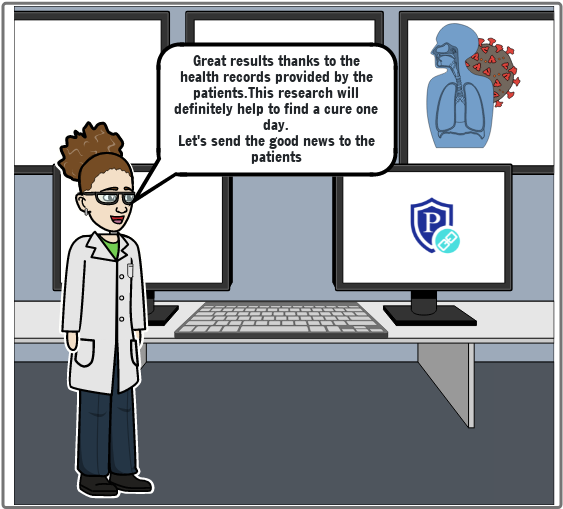 Great results thanks to the
health records provided by the
patients.This research will
definitely help to find a cure one
day.
Let's send the good news to the
patients
P